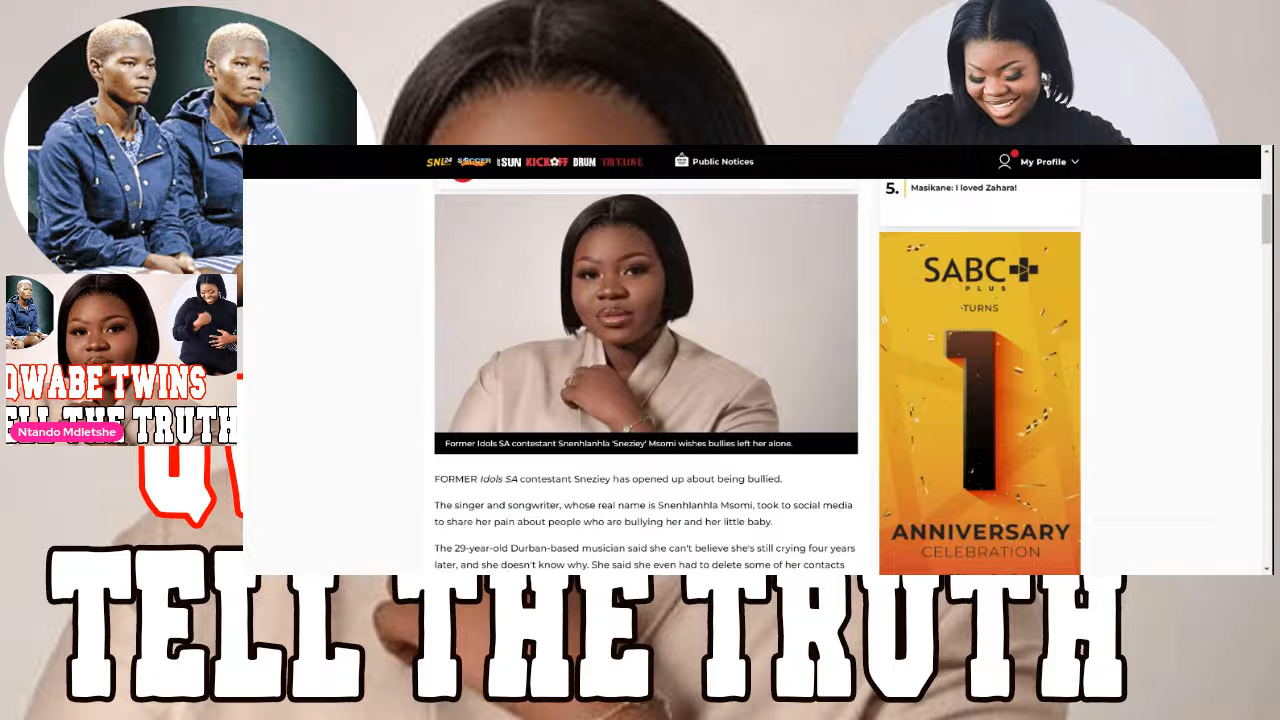 SNL24 SOCCER SUN KICKOFF DRUM TRUELOVE Public Notices My Profile
5. Masikane: I loved Zahara!
SABC+
PLUS
TURNS
1
ANNIVERSARY
CELEBRATION
Former Idols SA contestant Snenhlanhla 'Sneziey' Msomi wishes bullies left her alone.
FORMER Idols SA contestant Sneziey has opened up about being bullied.
The singer and songwriter, whose real name is Snenhlanhla Msomi, took to social media
to share her pain about people who are bullying her and her little baby.
The 29-year-old Durban-based musician said she can't believe she's still crying four years
later, and she doesn't know why. She said she even had to delete some of her contacts
QWABE TWINS
TELL THE TRUTH
Ntando Mdletshe
TELL THE TRUTH